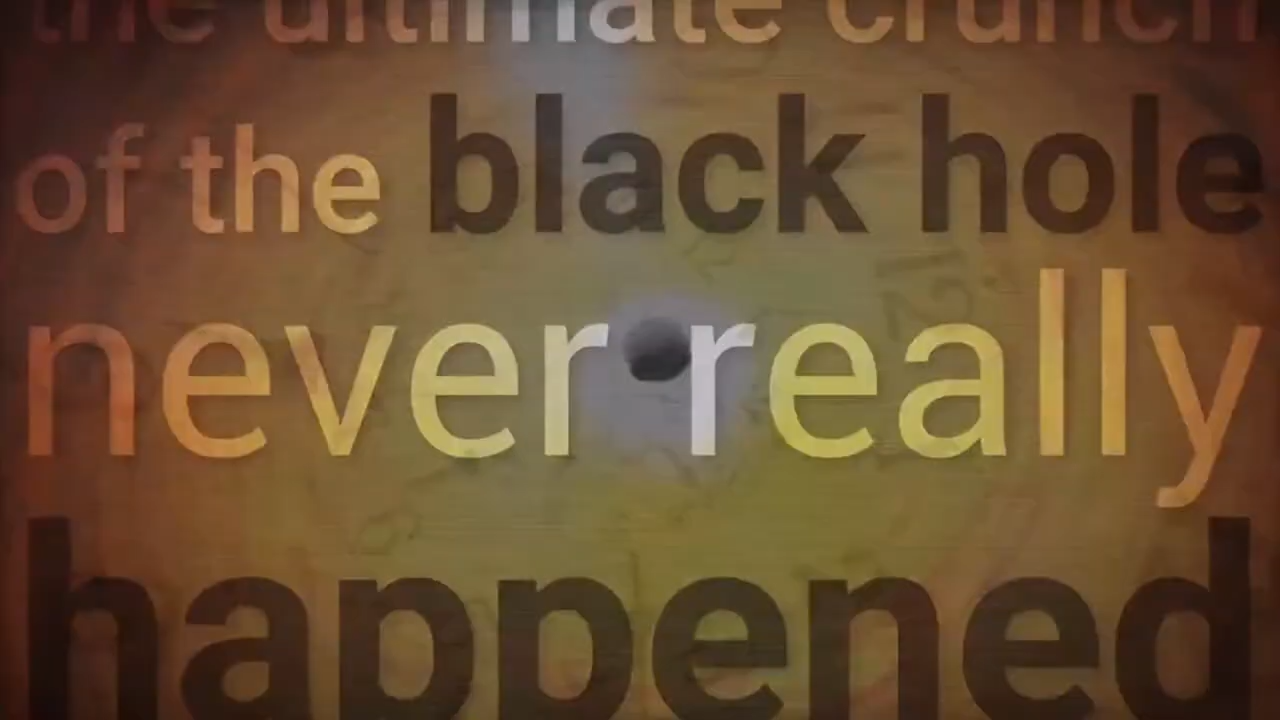 the ultimate crunch
of the black hole
never really
happened